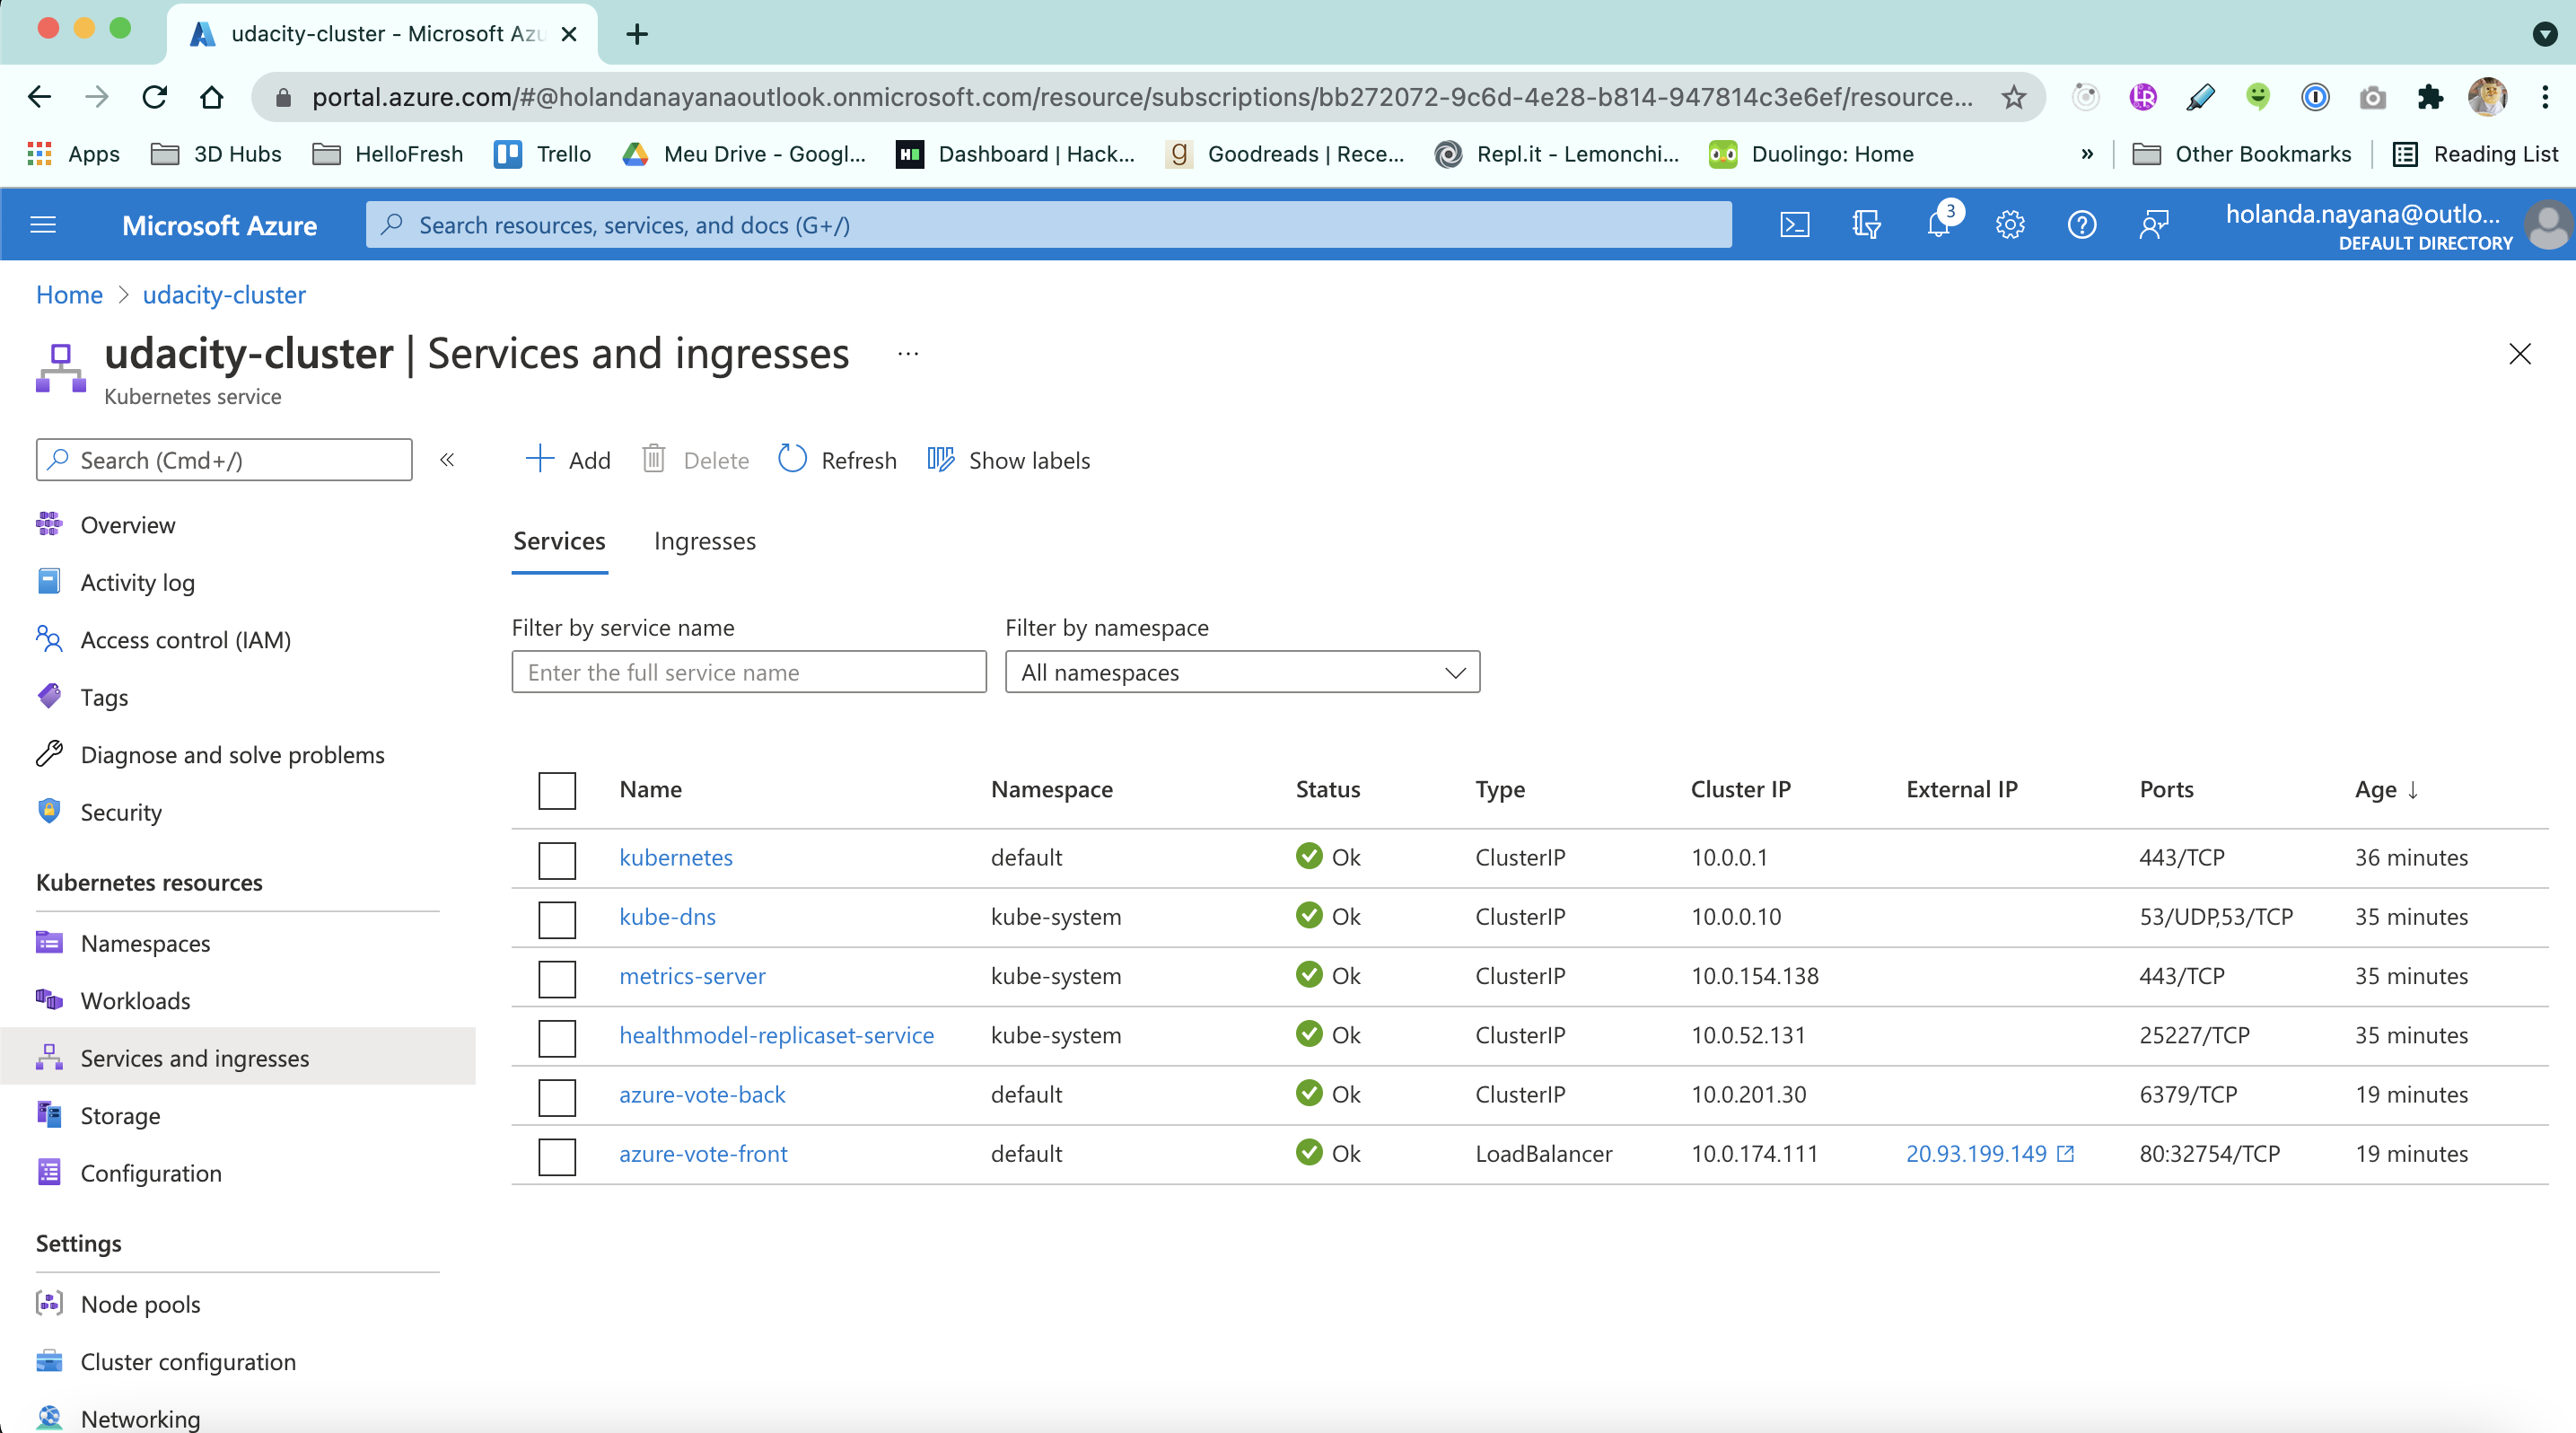 udacity-cluster - Microsoft Azu
portal.azure.com/#@holandanayanaoutlook.onmicrosoft.com/resource/subscriptions/bb272072-9c6d-4e28-b814-947814c3e6ef/resource...
Apps 3D Hubs HelloFresh Trello Meu Drive - Googl... Dashboard | Hack... Goodreads | Rece... Repl.it - Lemonchi... Duolingo: Home » Other Bookmarks Reading List
Microsoft Azure Search resources, services, and docs (G+/) 3 holanda.nayana@outlo...
DEFAULT DIRECTORY
Home > udacity-cluster
udacity-cluster | Services and ingresses ...
Kubernetes service
Search (Cmd+/) «
Overview
Activity log
Access control (IAM)
Tags
Diagnose and solve problems
Security
Kubernetes resources
Namespaces
Workloads
Services and ingresses
Storage
Configuration
Settings
Node pools
Cluster configuration
Networking
Add Delete Refresh Show labels
Services Ingresses
Filter by service name Filter by namespace
Enter the full service name All namespaces
Name Namespace Status Type Cluster IP External IP Ports Age ↓
kubernetes default Ok ClusterIP 10.0.0.1 443/TCP 36 minutes
kube-dns kube-system Ok ClusterIP 10.0.0.10 53/UDP,53/TCP 35 minutes
metrics-server kube-system Ok ClusterIP 10.0.154.138 443/TCP 35 minutes
healthmodel-replicaset-service kube-system Ok ClusterIP 10.0.52.131 25227/TCP 35 minutes
azure-vote-back default Ok ClusterIP 10.0.201.30 6379/TCP 19 minutes
azure-vote-front default Ok LoadBalancer 10.0.174.111 20.93.199.149 80:32754/TCP 19 minutes